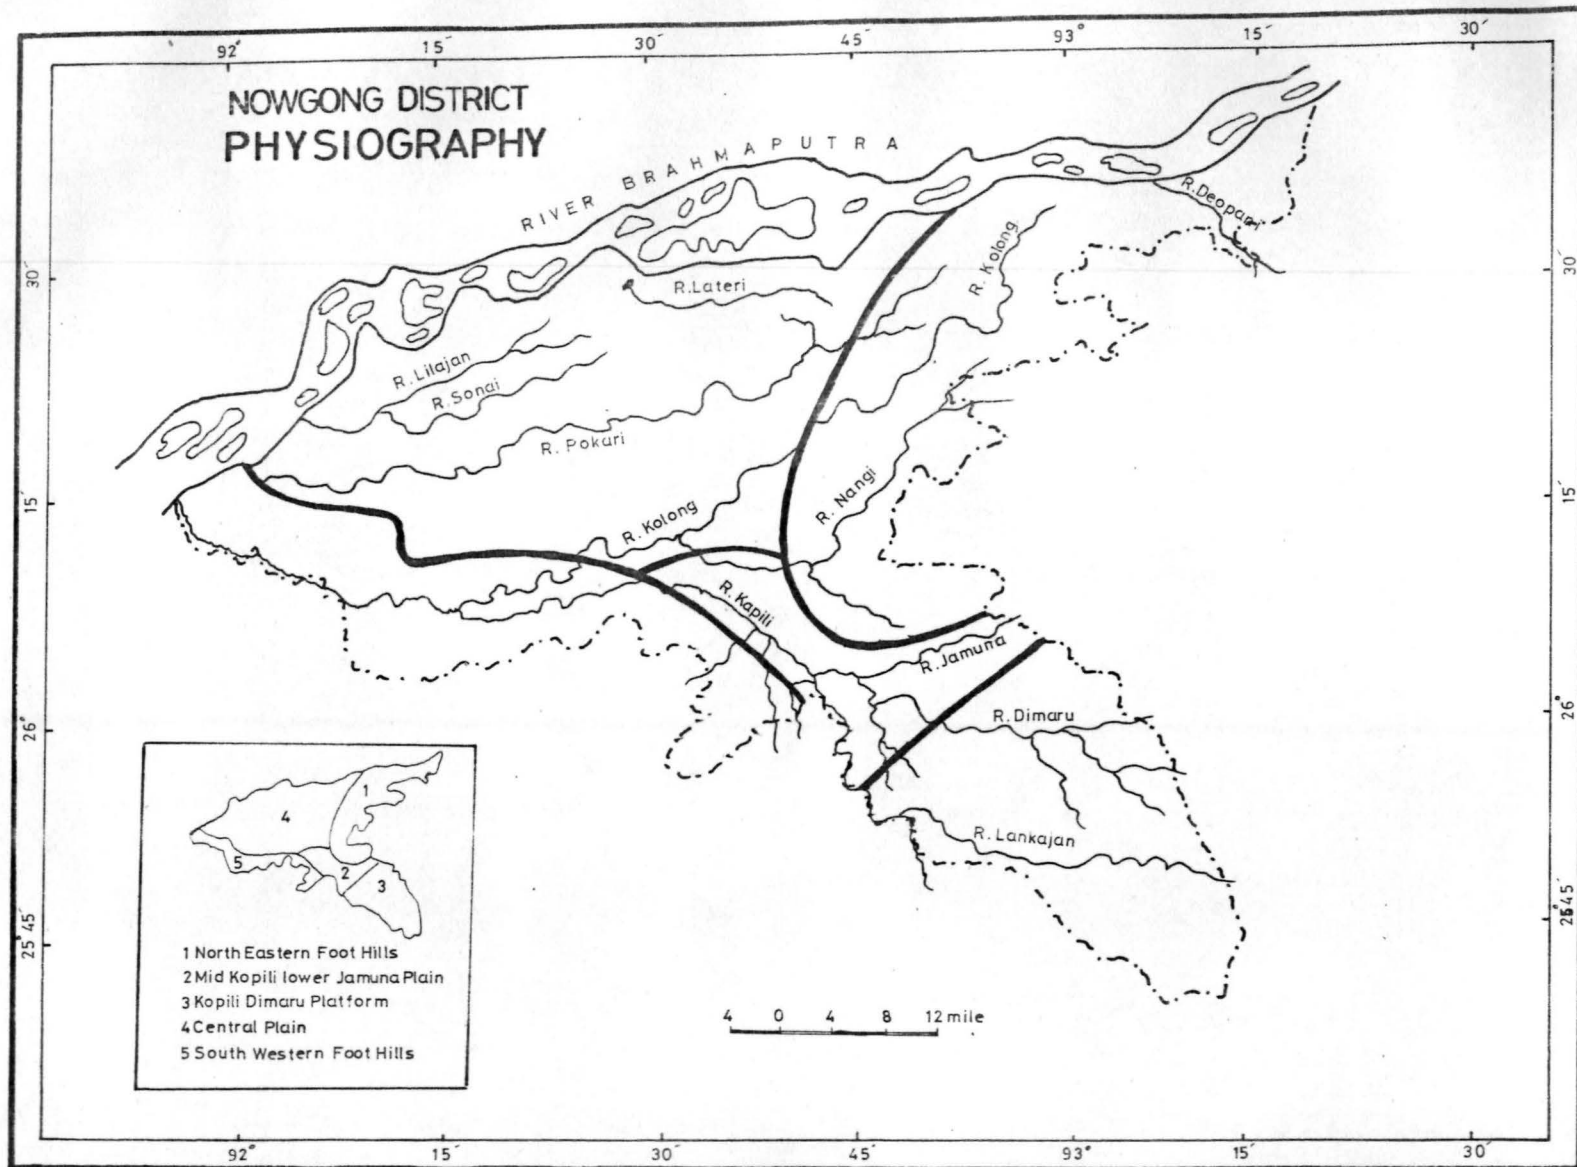 92° 15′ 30′ 45′ 93° 15′ 30′
NOWGONG DISTRICT
PHYSIOGRAPHY
RIVER BRAHMAPUTRA
R. Deopani
R. Kolong
R. Lateri
R. Lilajan
R. Sonai
R. Pokari
R. Nangi
R. Kolong
R. Kapili
R. Jamuna
R. Dimaru
R. Lankajan
30′
15′
26°
25°45′
30′
15′
26°
25°45′
1
4
5
2
3
1 North Eastern Foot Hills
2 Mid Kopili lower Jamuna Plain
3 Kopili Dimaru Platform
4 Central Plain
5 South Western Foot Hills
4 0 4 8 12 mile
92° 15′ 30′ 45′ 93° 15′ 30′